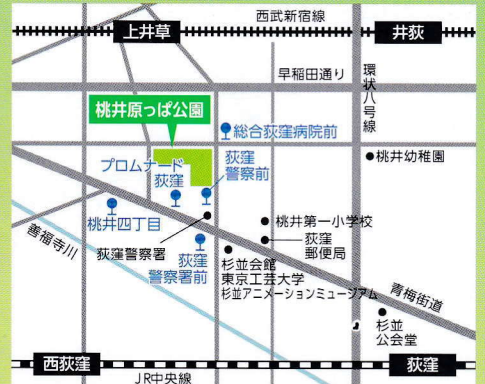 西武新宿線
上井草
井荻
早稲田通り
環状八号線
桃井原っぱ公園
総合荻窪病院前
桃井幼稚園
プロムナード
荻窪
荻窪
警察前
桃井四丁目
桃井第一小学校
荻窪警察署
荻窪
郵便局
善福寺川
荻窪
警察署前
杉並会館
東京工芸大学
杉並アニメーションミュージアム
青梅街道
杉並
公会堂
西荻窪
荻窪
JR中央線